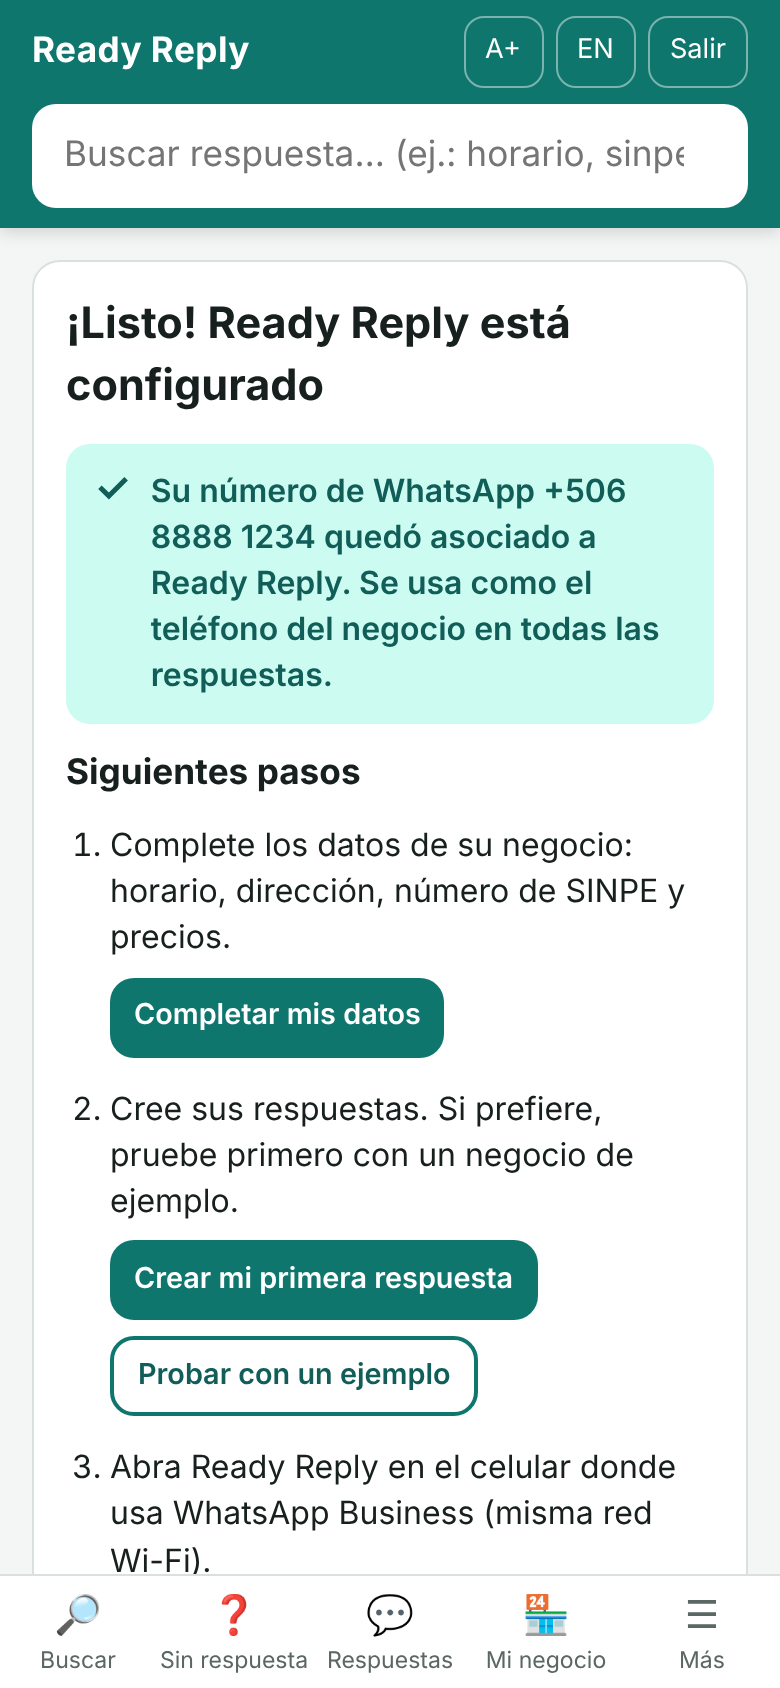 Ready Reply
A+
EN
Salir
Buscar respuesta... (ej.: horario, sinpe
¡Listo! Ready Reply está
configurado
✓ Su número de WhatsApp +506
8888 1234 quedó asociado a
Ready Reply. Se usa como el
teléfono del negocio en todas las
respuestas.
Siguientes pasos
1. Complete los datos de su negocio:
horario, dirección, número de SINPE y
precios.
Completar mis datos
2. Cree sus respuestas. Si prefiere,
pruebe primero con un negocio de
ejemplo.
Crear mi primera respuesta
Probar con un ejemplo
3. Abra Ready Reply en el celular donde
usa WhatsApp Business (misma red
Wi-Fi).
24
Buscar
Sin respuesta
Respuestas
Mi negocio
Más